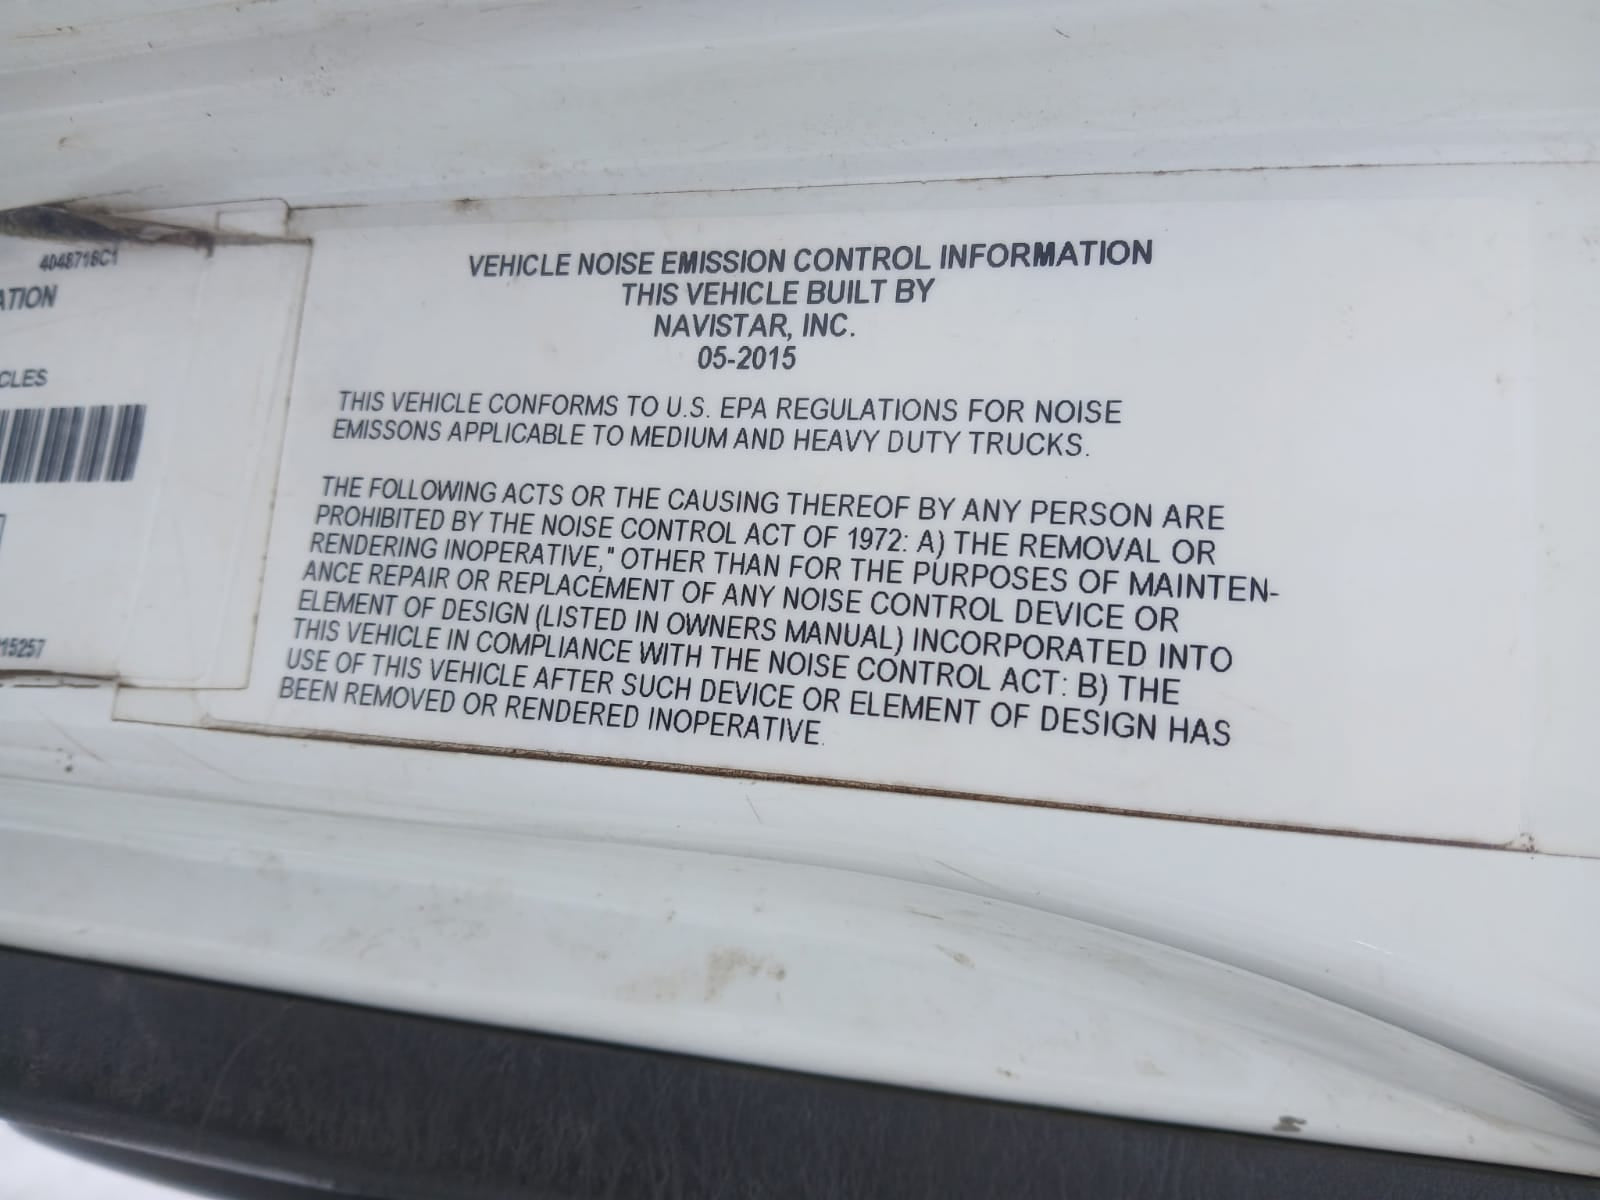 4048718C1
ATION
CLES
15257
VEHICLE NOISE EMISSION CONTROL INFORMATION
THIS VEHICLE BUILT BY
NAVISTAR, INC.
05-2015
THIS VEHICLE CONFORMS TO U.S. EPA REGULATIONS FOR NOISE
EMISSONS APPLICABLE TO MEDIUM AND HEAVY DUTY TRUCKS.
THE FOLLOWING ACTS OR THE CAUSING THEREOF BY ANY PERSON ARE
PROHIBITED BY THE NOISE CONTROL ACT OF 1972: A) THE REMOVAL OR
RENDERING INOPERATIVE," OTHER THAN FOR THE PURPOSES OF MAINTEN-
ANCE REPAIR OR REPLACEMENT OF ANY NOISE CONTROL DEVICE OR
ELEMENT OF DESIGN (LISTED IN OWNERS MANUAL) INCORPORATED INTO
THIS VEHICLE IN COMPLIANCE WITH THE NOISE CONTROL ACT: B) THE
USE OF THIS VEHICLE AFTER SUCH DEVICE OR ELEMENT OF DESIGN HAS
BEEN REMOVED OR RENDERED INOPERATIVE.